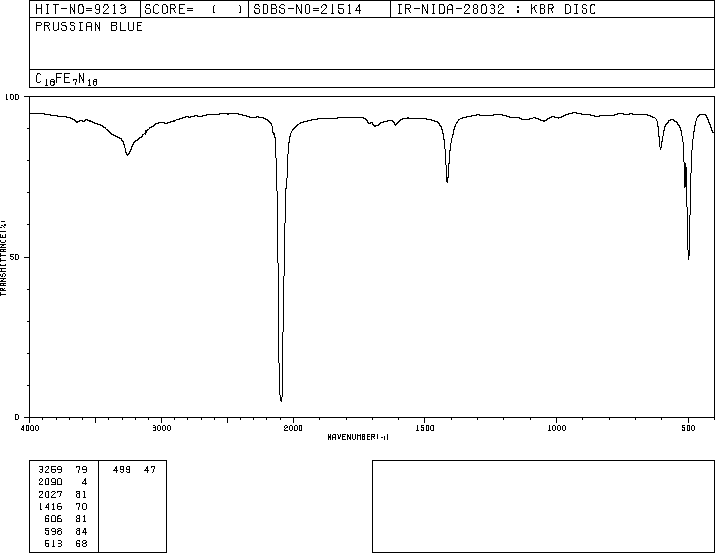 HIT-NO=9213 SCORE= ( ) SDBS-NO=21514 IR-NIDA-28032 : KBR DISC
PRUSSIAN BLUE
C18FE7N18
100
50
0
TRANSMITTANCE(%)
4000 3000 2000 1500 1000 500
WAVENUMBER(-1)
3269 79 499 47
2090 4
2027 81
1416 70
606 81
598 84
513 68